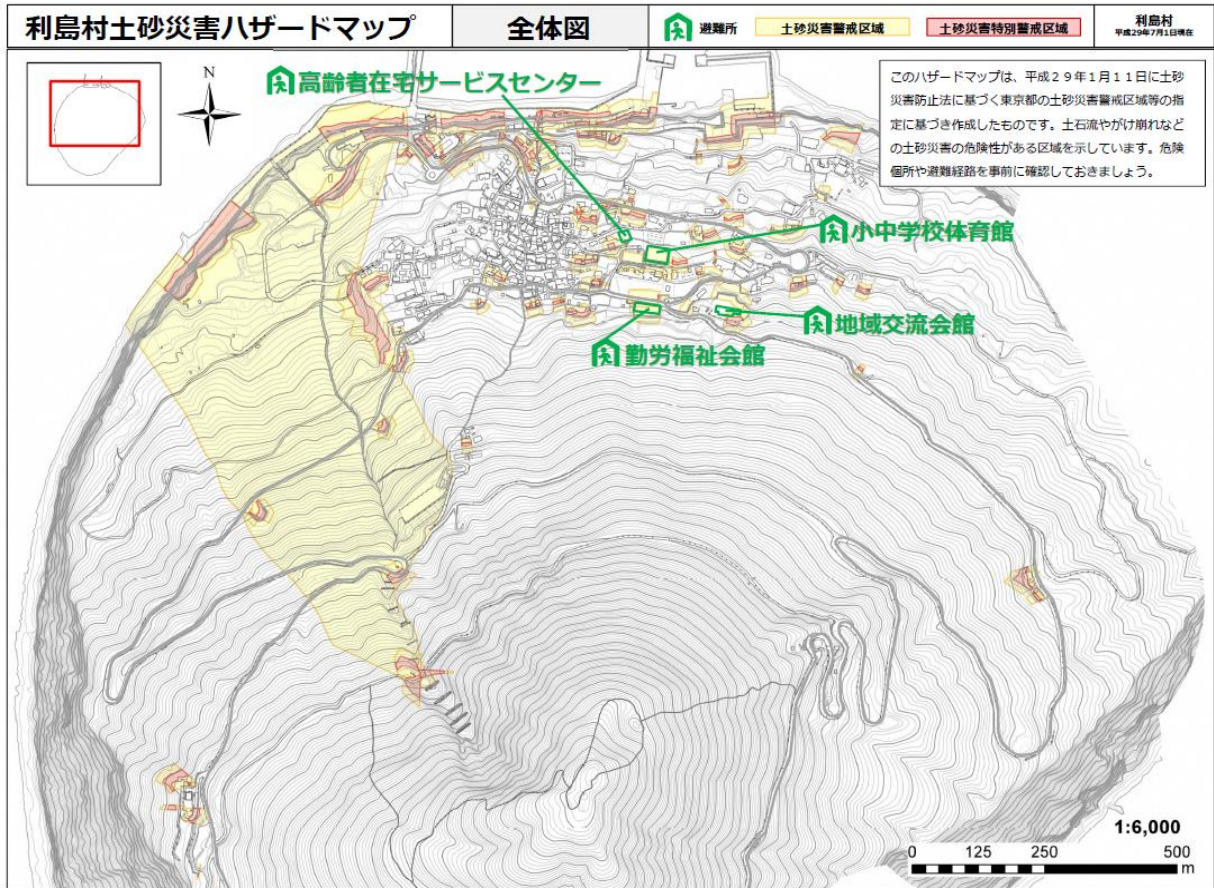 利島村土砂災害ハザードマップ
全体図
避難所
土砂災害警戒区域
土砂災害特別警戒区域
利島村
平成29年7月1日現在
このハザードマップは、平成29年1月11日に土砂
災害防止法に基づく東京都の土砂災害警戒区域等の指
定に基づき作成したものです。土石流やがけ崩れなど
の土砂災害の危険性がある区域を示しています。危険
個所や避難経路を事前に確認しておきましょう。
N
高齢者在宅サービスセンター
小中学校体育館
地域交流会館
勤労福祉会館
1:6,000
0 125 250 500
m